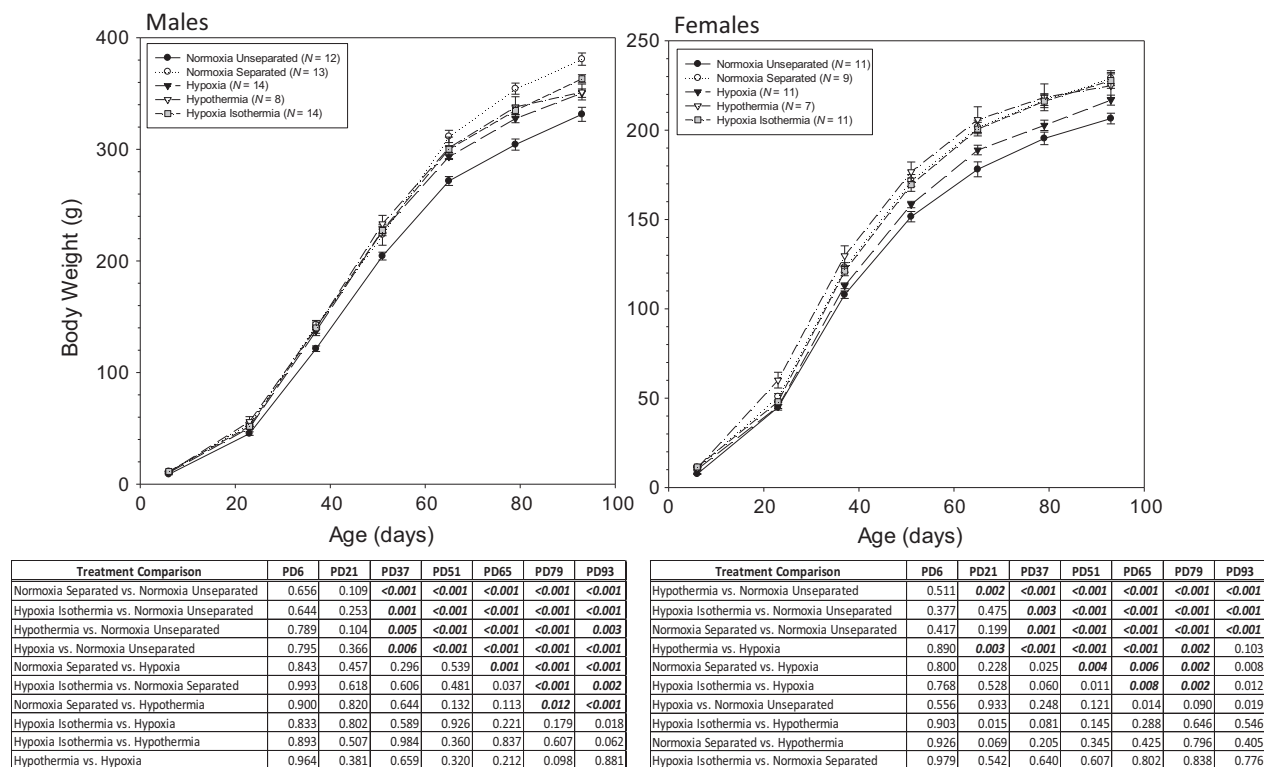 Males
400
300
200
100
0
Body Weight (g)
Normoxia Unseparated (N = 12)
Normoxia Separated (N = 13)
Hypoxia (N = 14)
Hypothermia (N = 8)
Hypoxia Isothermia (N = 14)
0 20 40 60 80 100
Age (days)
Females
250
200
150
100
50
0
Normoxia Unseparated (N = 11)
Normoxia Separated (N = 9)
Hypoxia (N = 11)
Hypothermia (N = 7)
Hypoxia Isothermia (N = 11)
0 20 40 60 80 100
Age (days)
Treatment Comparison PD6 PD21 PD37 PD51 PD65 PD79 PD93
Normoxia Separated vs. Normoxia Unseparated 0.656 0.109 <0.001 <0.001 <0.001 <0.001 <0.001
Hypoxia Isothermia vs. Normoxia Unseparated 0.644 0.253 0.001 <0.001 <0.001 <0.001 <0.001
Hypothermia vs. Normoxia Unseparated 0.789 0.104 0.005 <0.001 <0.001 <0.001 0.003
Hypoxia vs. Normoxia Unseparated 0.795 0.366 0.006 <0.001 <0.001 <0.001 <0.001
Normoxia Separated vs. Hypoxia 0.843 0.457 0.296 0.539 0.001 <0.001 <0.001
Hypoxia Isothermia vs. Normoxia Separated 0.993 0.618 0.606 0.481 0.037 <0.001 0.002
Normoxia Separated vs. Hypothermia 0.900 0.820 0.644 0.132 0.113 0.012 <0.001
Hypoxia Isothermia vs. Hypoxia 0.833 0.802 0.589 0.926 0.221 0.179 0.018
Hypoxia Isothermia vs. Hypothermia 0.893 0.507 0.984 0.360 0.837 0.607 0.062
Hypothermia vs. Hypoxia 0.964 0.381 0.659 0.320 0.212 0.098 0.881
Treatment Comparison PD6 PD21 PD37 PD51 PD65 PD79 PD93
Hypothermia vs. Normoxia Unseparated 0.511 0.002 <0.001 <0.001 <0.001 <0.001 <0.001
Hypoxia Isothermia vs. Normoxia Unseparated 0.377 0.475 0.003 <0.001 <0.001 <0.001 <0.001
Normoxia Separated vs. Normoxia Unseparated 0.417 0.199 0.001 <0.001 <0.001 <0.001 <0.001
Hypothermia vs. Hypoxia 0.890 0.003 <0.001 <0.001 <0.001 0.002 0.103
Normoxia Separated vs. Hypoxia 0.800 0.228 0.025 0.004 0.006 0.002 0.008
Hypoxia Isothermia vs. Hypoxia 0.768 0.528 0.060 0.011 0.008 0.002 0.012
Hypoxia vs. Normoxia Unseparated 0.556 0.933 0.248 0.121 0.014 0.090 0.019
Hypoxia Isothermia vs. Hypothermia 0.903 0.015 0.081 0.145 0.288 0.646 0.546
Normoxia Separated vs. Hypothermia 0.926 0.069 0.205 0.345 0.425 0.796 0.405
Hypoxia Isothermia vs. Normoxia Separated 0.979 0.542 0.640 0.607 0.802 0.838 0.776